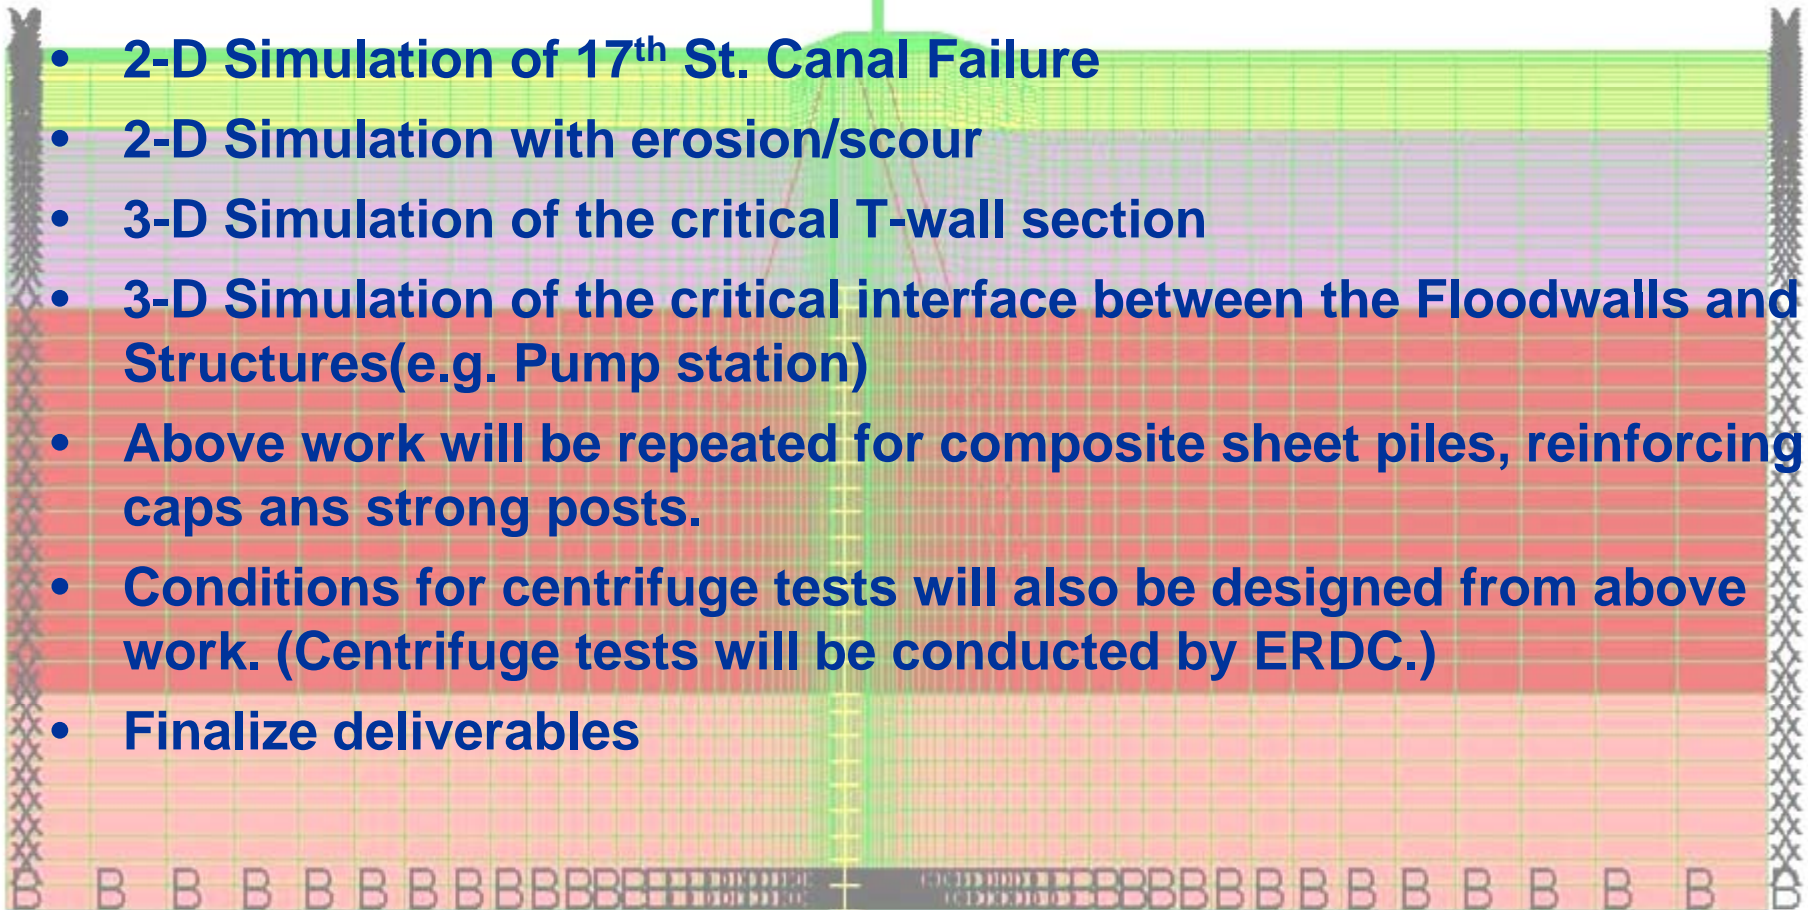 • 2-D Simulation of 17th St. Canal Failure
• 2-D Simulation with erosion/scour
• 3-D Simulation of the critical T-wall section
• 3-D Simulation of the critical interface between the Floodwalls and
Structures(e.g. Pump station)
• Above work will be repeated for composite sheet piles, reinforcing
caps ans strong posts.
• Conditions for centrifuge tests will also be designed from above
work. (Centrifuge tests will be conducted by ERDC.)
• Finalize deliverables